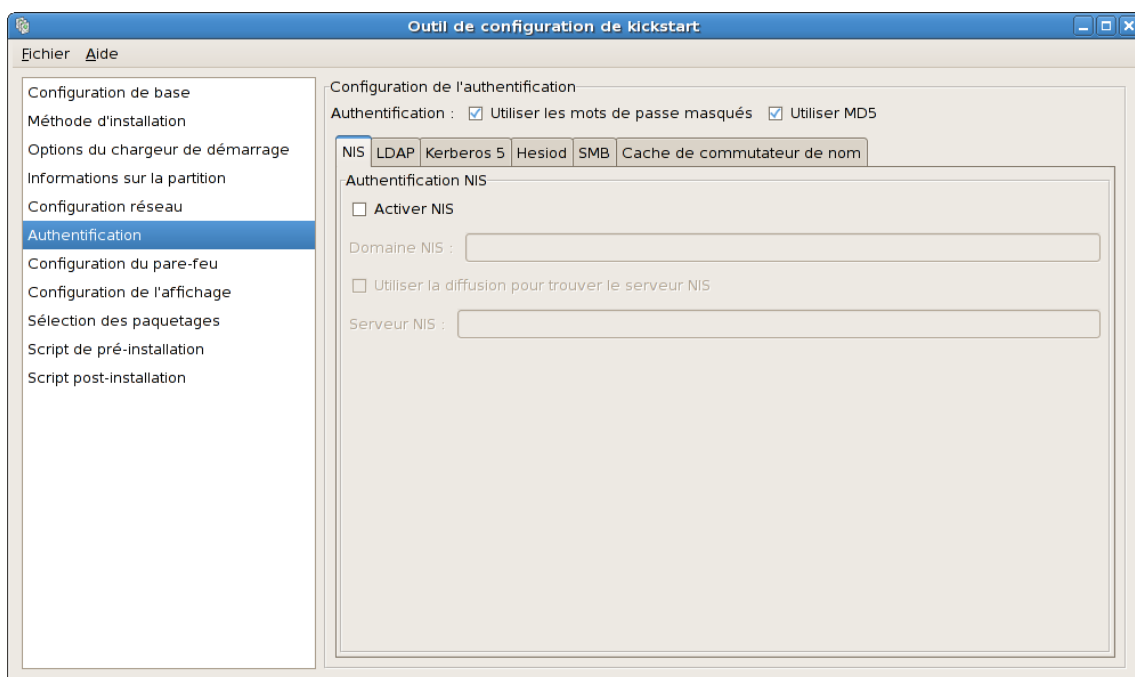 Outil de configuration de kickstart
Fichier Aide
Configuration de base
Méthode d'installation
Options du chargeur de démarrage
Informations sur la partition
Configuration réseau
Authentification
Configuration du pare-feu
Configuration de l'affichage
Sélection des paquetages
Script de pré-installation
Script post-installation
Configuration de l'authentification
Authentification : Utiliser les mots de passe masqués Utiliser MD5
NIS LDAP Kerberos 5 Hesiod SMB Cache de commutateur de nom
Authentification NIS
Activer NIS
Domaine NIS :
Utiliser la diffusion pour trouver le serveur NIS
Serveur NIS :